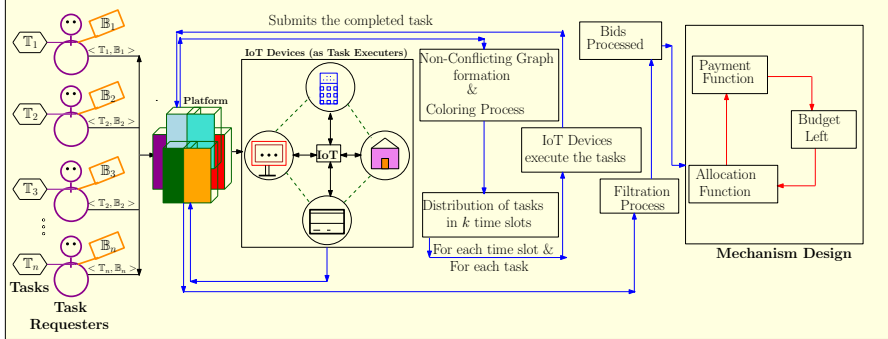 Submits the completed task
𝕋₁
𝔹₁
< 𝕋₁, 𝔹₁ >
𝕋₂
𝔹₂
< 𝕋₂, 𝔹₂ >
𝕋₃
𝔹₃
< 𝕋₂, 𝔹₂ >
𝕋ₙ
𝔹ₙ
< 𝕋ₙ, 𝔹ₙ >
Tasks
Task
Requesters
Platform
IoT Devices (as Task Executers)
IoT
Non-Conflicting Graph
formation
&
Coloring Process
Distribution of tasks
in k time slots
For each time slot &
For each task
IoT Devices
execute the tasks
Bids
Processed
Filtration
Process
Payment
Function
Budget
Left
Allocation
Function
Mechanism Design